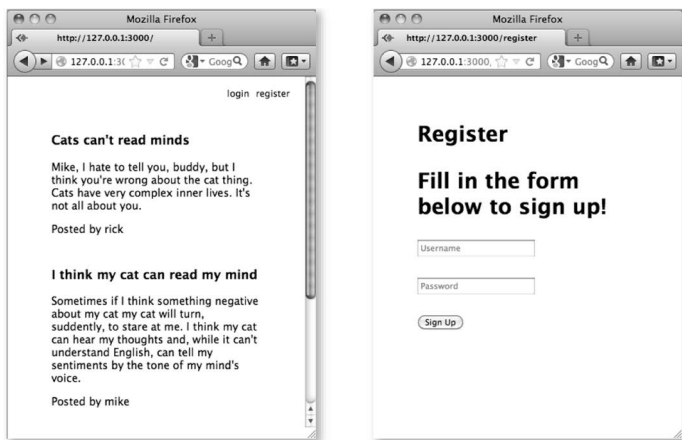 Mozilla Firefox
http://127.0.0.1:3000/
127.0.0.1:3(
Goog
login register
Cats can't read minds
Mike, I hate to tell you, buddy, but I
think you're wrong about the cat thing.
Cats have very complex inner lives. It's
not all about you.
Posted by rick
I think my cat can read my mind
Sometimes if I think something negative
about my cat my cat will turn,
suddently, to stare at me. I think my cat
can hear my thoughts and, while it can't
understand English, can tell my
sentiments by the tone of my mind's
voice.
Posted by mike
Mozilla Firefox
http://127.0.0.1:3000/register
127.0.0.1:3000,
Goog
Register
Fill in the form
below to sign up!
Username
Password
Sign Up